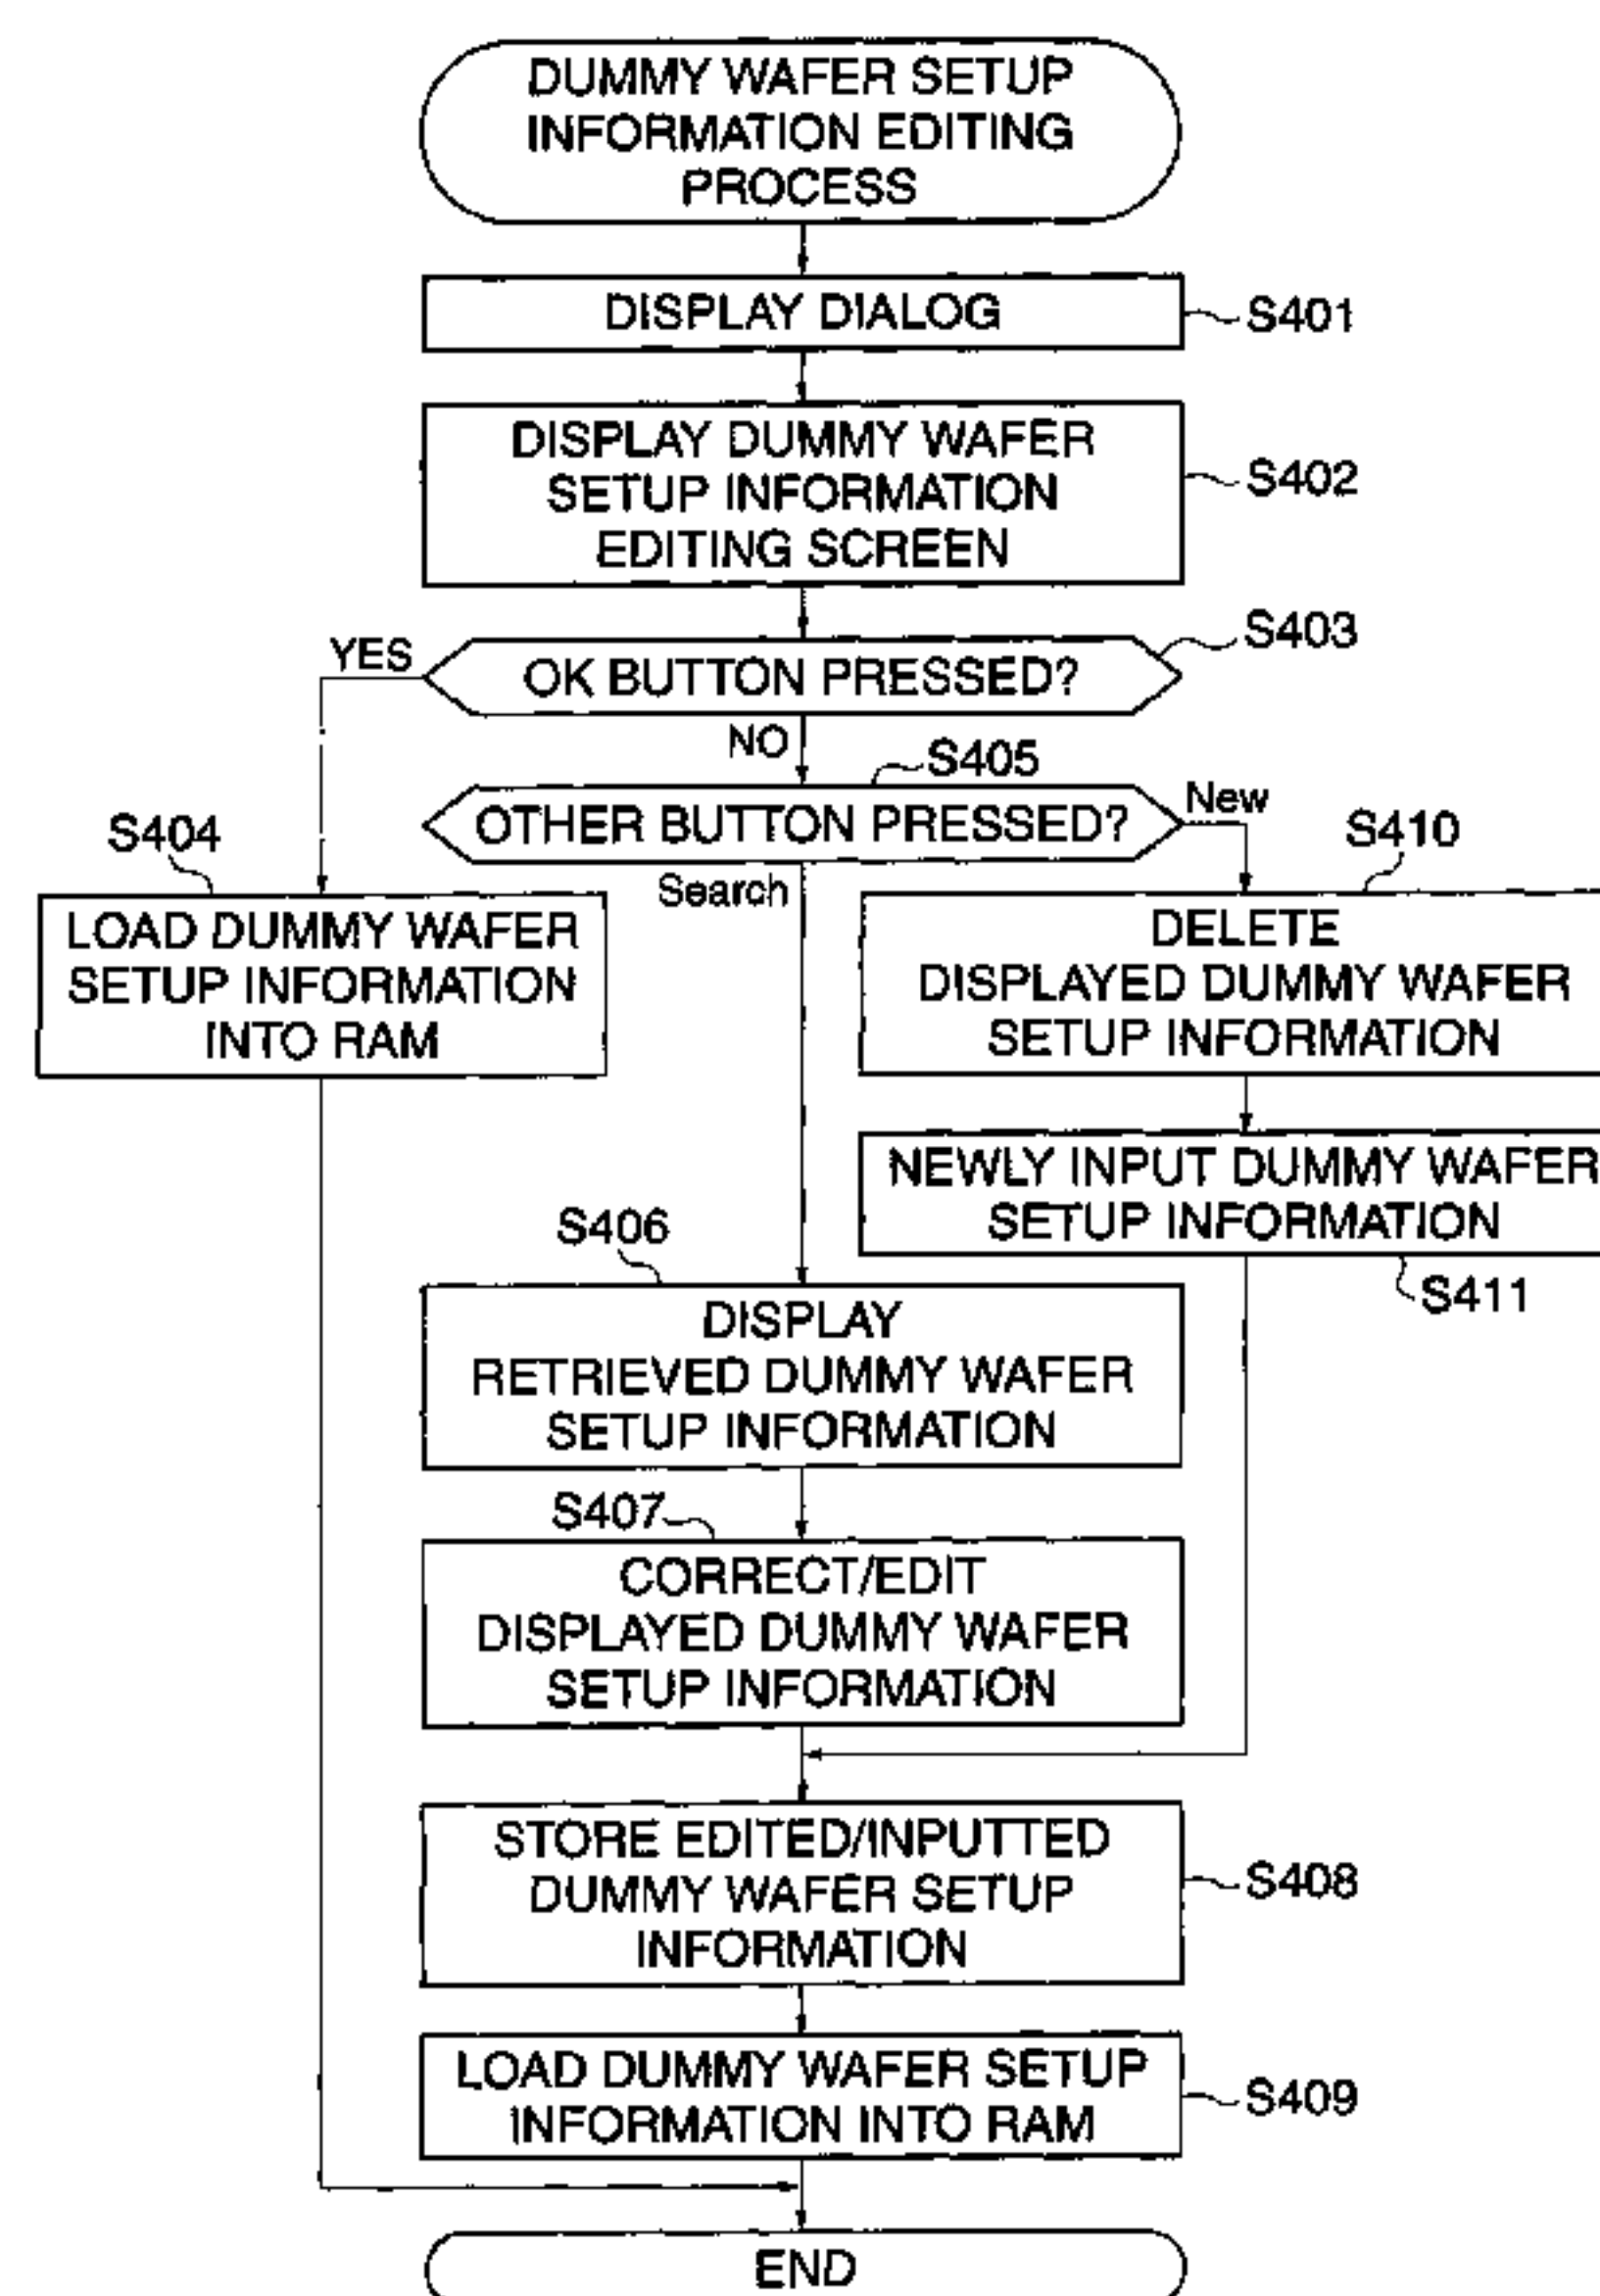 DUMMY WAFER SETUP
INFORMATION EDITING
PROCESS
DISPLAY DIALOG
S401
DISPLAY DUMMY WAFER
SETUP INFORMATION
EDITING SCREEN
S402
S403
YES
OK BUTTON PRESSED?
NO
S405
OTHER BUTTON PRESSED?
New
S404
Search
S410
LOAD DUMMY WAFER
SETUP INFORMATION
INTO RAM
DELETE
DISPLAYED DUMMY WAFER
SETUP INFORMATION
NEWLY INPUT DUMMY WAFER
SETUP INFORMATION
S411
S406
DISPLAY
RETRIEVED DUMMY WAFER
SETUP INFORMATION
S407
CORRECT/EDIT
DISPLAYED DUMMY WAFER
SETUP INFORMATION
STORE EDITED/INPUTTED
DUMMY WAFER SETUP
INFORMATION
S408
LOAD DUMMY WAFER SETUP
INFORMATION INTO RAM
S409
END